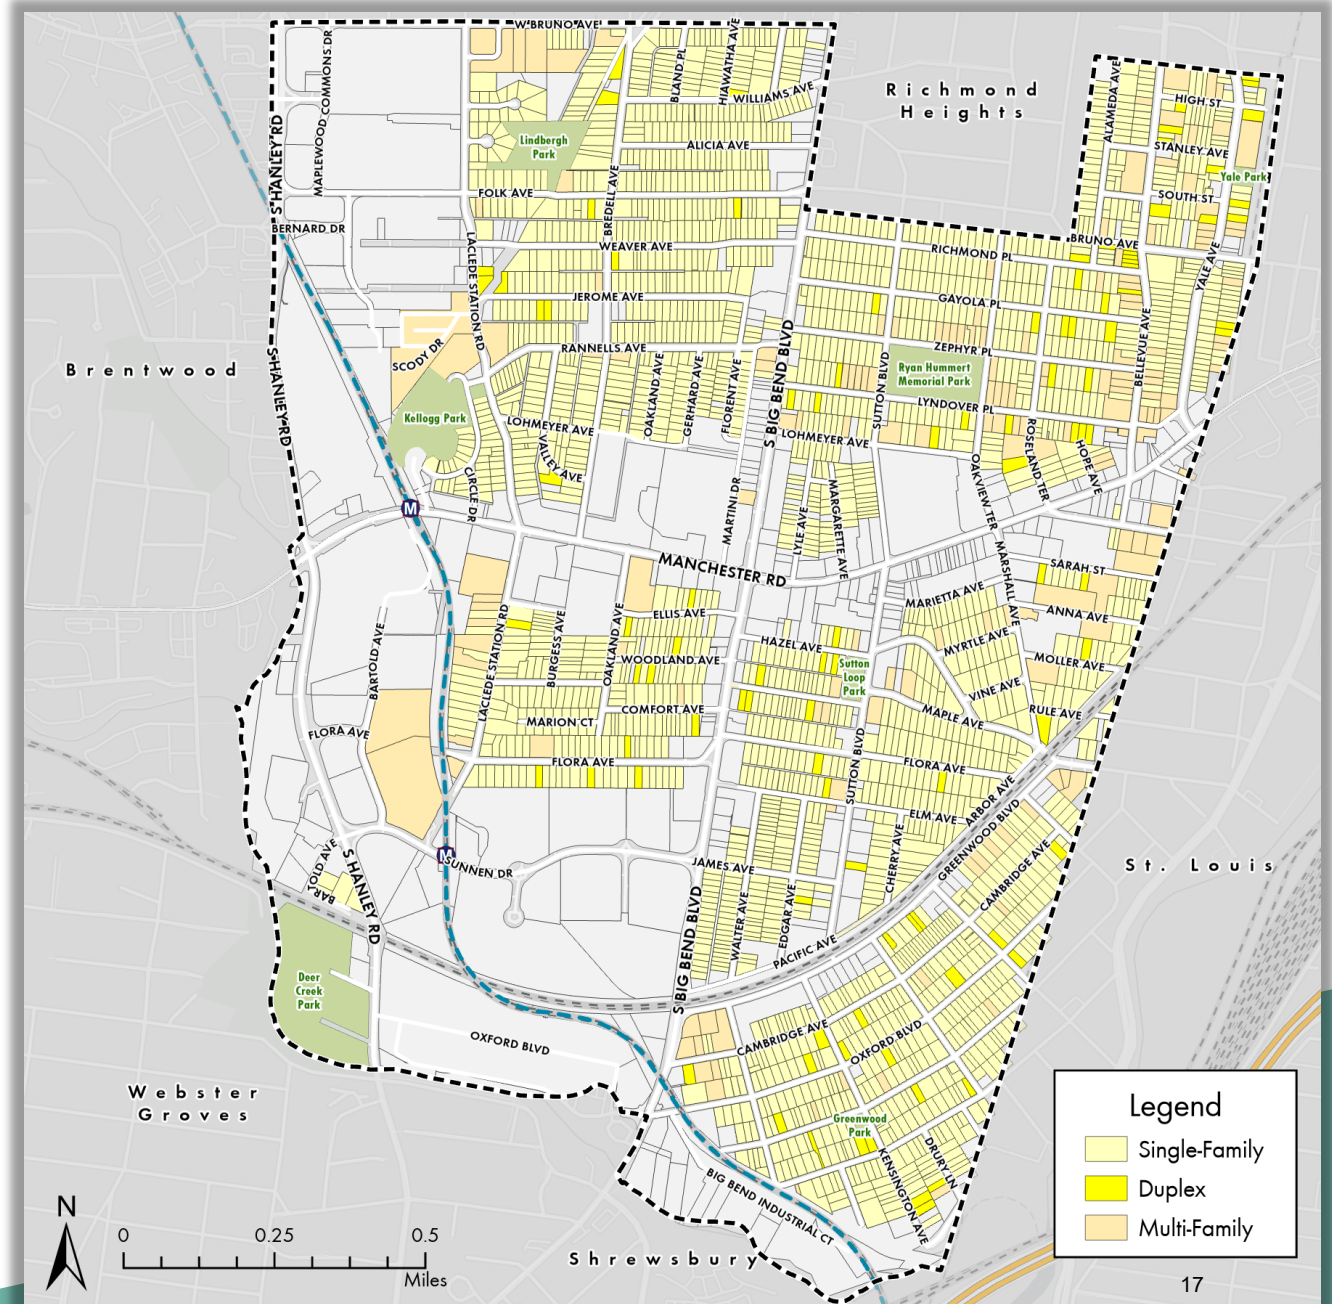 W BRUNO AVE
MAPLEWOOD COMMONS DR
S HANLEY RD
BLAND PL
HIAWATHA AVE
WILLIAMS AVE
Richmond
Heights
ALAMEDA AVE
HIGH ST
STANLEY AVE
Yale Park
SOUTH ST
Lindbergh
Park
ALICIA AVE
FOLK AVE
BREDELL AVE
BERNARD DR
LACLEDE STATION RD
WEAVER AVE
BRUNO AVE
RICHMOND PL
YALE AVE
JEROME AVE
GAYOLA PL
BELLEVUE AVE
S HANLEY RD
SCODY DR
RANNELLS AVE
S BIG BEND BLVD
ZEPHYR PL
Brentwood
OAKLAND AVE
GERHARD AVE
FLORENT AVE
SUTTON BLVD
Ryan Hummert
Memorial Park
LYNDOVER PL
Kellogg Park
LOHMEYER AVE
VALLEY AVE
LOHMEYER AVE
ROSELAND TER
HOPE AVE
CIRCLE DR
MARTINI DR
LYLE AVE
MARGARETTE AVE
OAKVIEW TER
M
MANCHESTER RD
MARSHALL AVE
SARAH ST
MARIETTA AVE
ANNA AVE
BARTOLD AVE
LACLEDE STATION RD
BURGESS AVE
OAKLAND AVE
ELLIS AVE
HAZEL AVE
MYRTLE AVE
WOODLAND AVE
Sutton
Loop
Park
MOLLER AVE
VINE AVE
COMFORT AVE
MARION CT
MAPLE AVE
RULE AVE
FLORA AVE
FLORA AVE
SUTTON BLVD
FLORA AVE
ARBOR AVE
ELM AVE
GREENWOOD BLVD
M
SUNNEN DR
JAMES AVE
CHERRY AVE
CAMBRIDGE AVE
St. Louis
BARTOLD AVE
S HANLEY RD
S BIG BEND BLVD
WALTER AVE
EDGAR AVE
PACIFIC AVE
Deer
Creek
Park
OXFORD BLVD
CAMBRIDGE AVE
OXFORD BLVD
Webster
Groves
Greenwood
Park
KENSINGTON AVE
DRURY LN
BIG BEND INDUSTRIAL CT
Shrewsbury
Legend
Single-Family
Duplex
Multi-Family
N
0 0.25 0.5
Miles
17